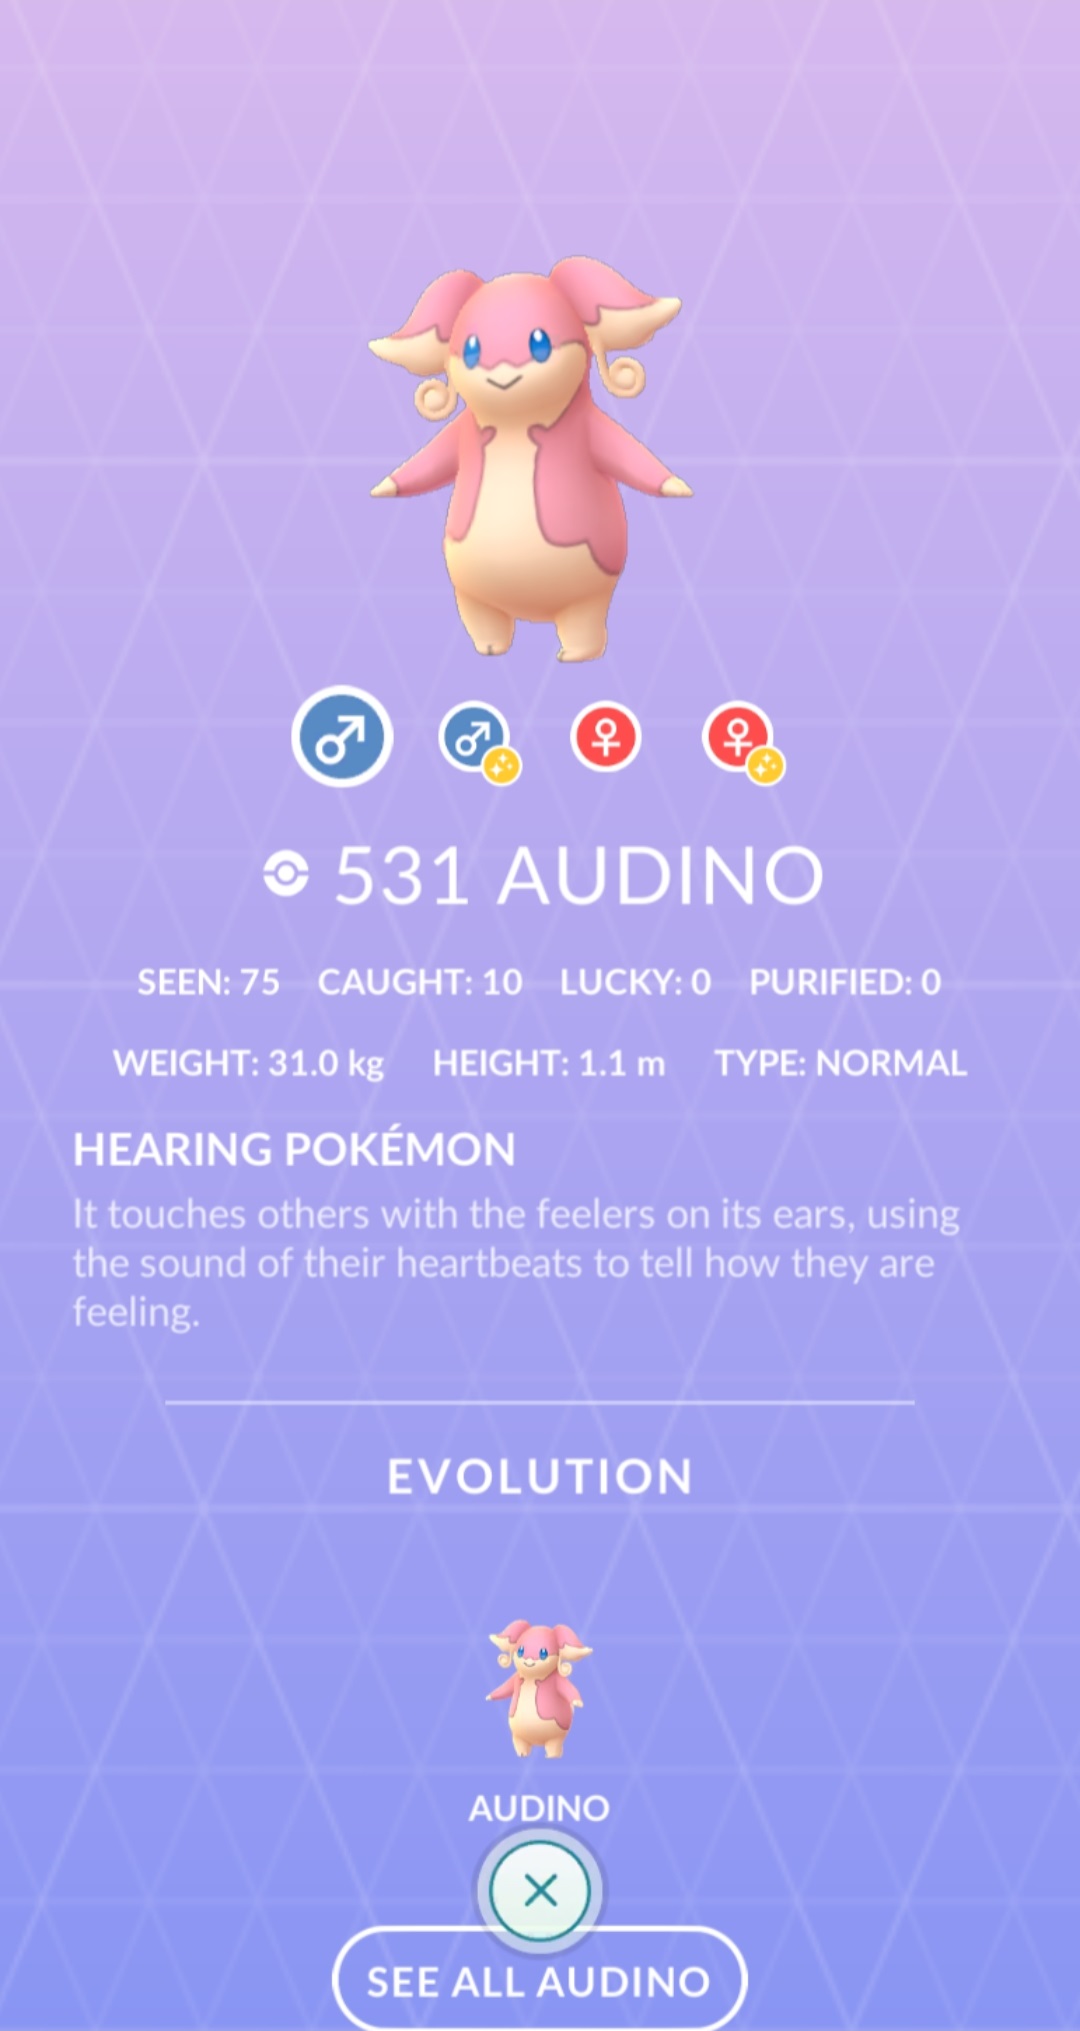 531 AUDINO
SEEN: 75 CAUGHT: 10 LUCKY: 0 PURIFIED: 0
WEIGHT: 31.0 kg HEIGHT: 1.1 m TYPE: NORMAL
HEARING POKÉMON
It touches others with the feelers on its ears, using
the sound of their heartbeats to tell how they are
feeling.
EVOLUTION
AUDINO
SEE ALL AUDINO